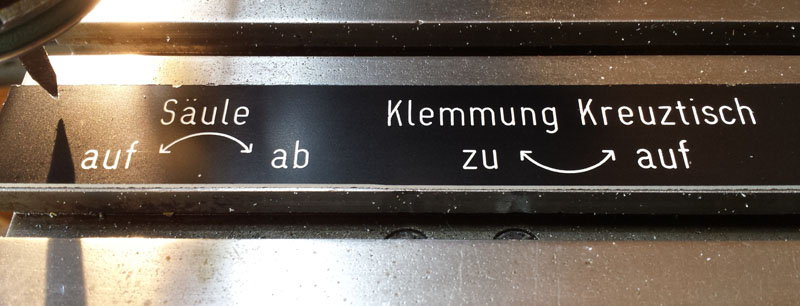 Säule Klemmung Kreuztisch
auf ab zu auf